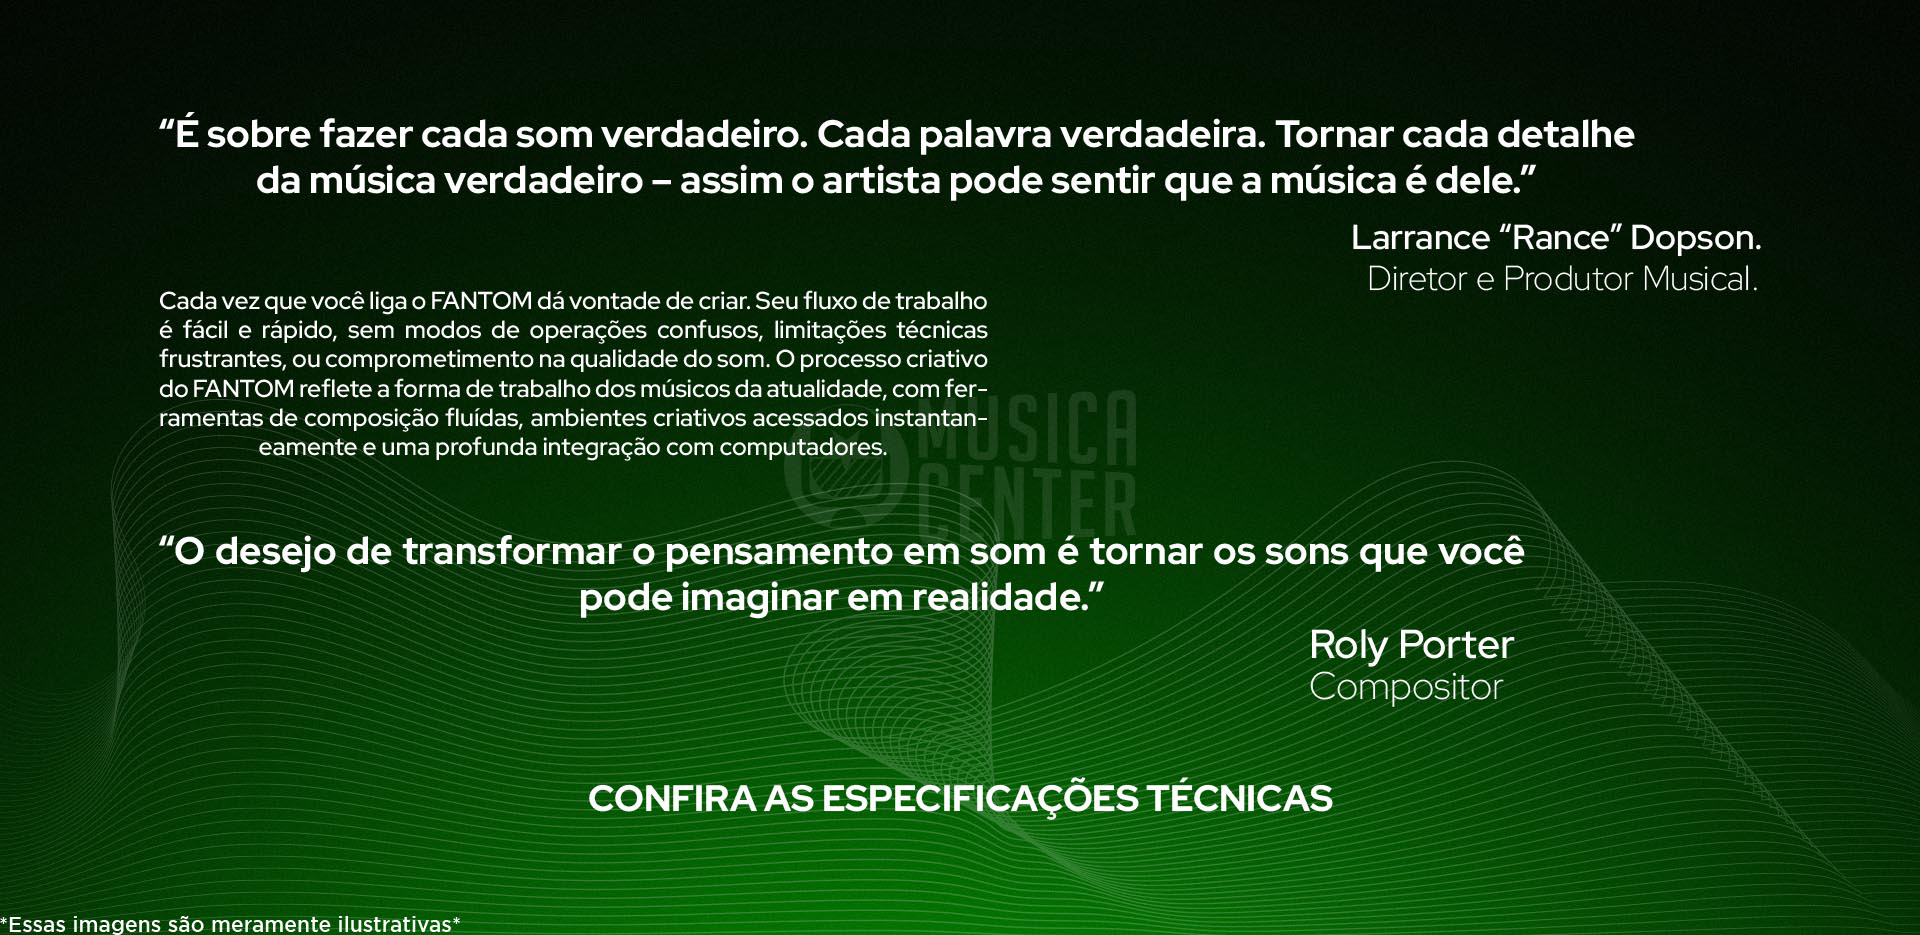 “É sobre fazer cada som verdadeiro. Cada palavra verdadeira. Tornar cada detalhe
da música verdadeiro – assim o artista pode sentir que a música é dele.”
Larrance “Rance” Dopson.
Diretor e Produtor Musical.
Cada vez que você liga o FANTOM dá vontade de criar. Seu fluxo de trabalho
é fácil e rápido, sem modos de operações confusos, limitações técnicas
frustrantes, ou comprometimento na qualidade do som. O processo criativo
do FANTOM reflete a forma de trabalho dos músicos da atualidade, com fer-
ramentas de composição fluídas, ambientes criativos acessados instantan-
eamente e uma profunda integração com computadores.
MUSICA
CENTER
“O desejo de transformar o pensamento em som é tornar os sons que você
pode imaginar em realidade.”
Roly Porter
Compositor
CONFIRA AS ESPECIFICAÇÕES TÉCNICAS
*Essas imagens são meramente ilustrativas*